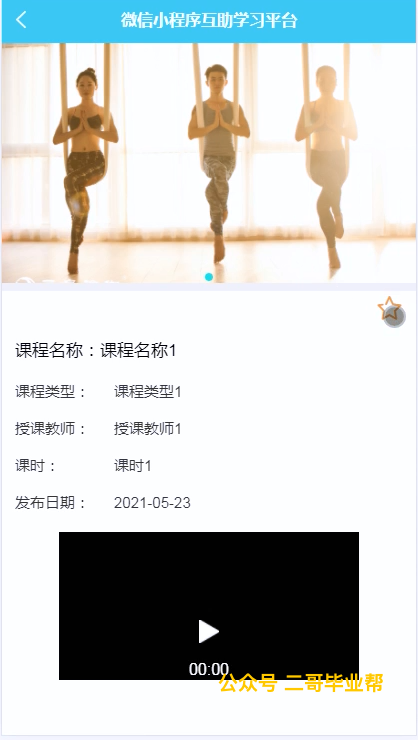 微信小程序互助学习平台
课程名称：课程名称1
课程类型： 课程类型1
授课教师： 授课教师1
课时： 课时1
发布日期： 2021-05-23
00:00
公众号 二哥毕业帮